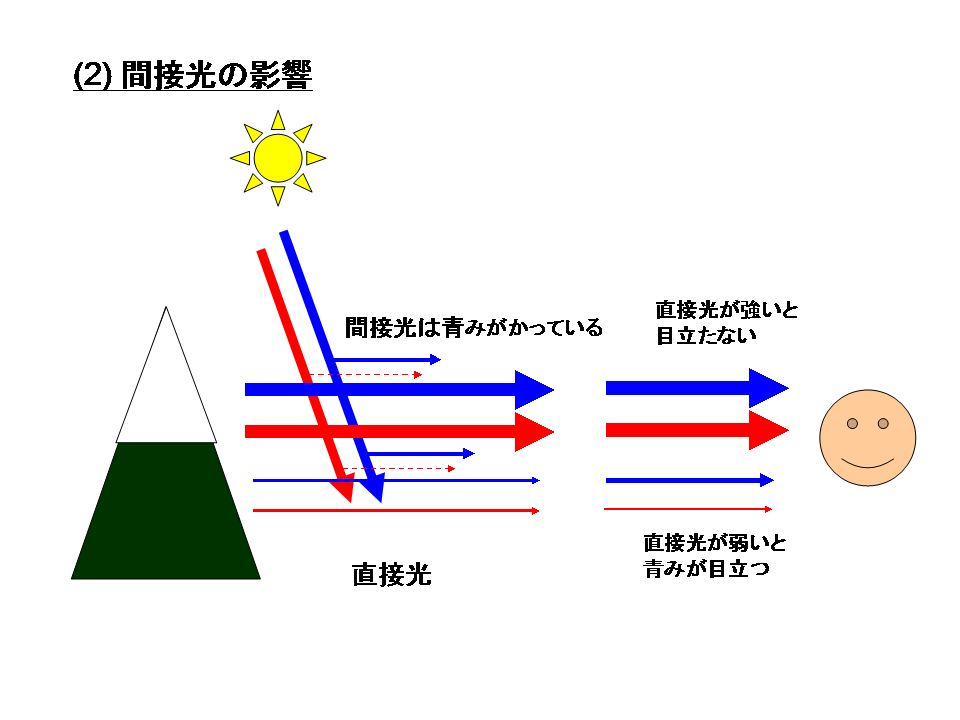 (2) 間接光の影響
直接光が強いと
目立たない
間接光は青みがかっている
直接光が弱いと
青みが目立つ
直接光